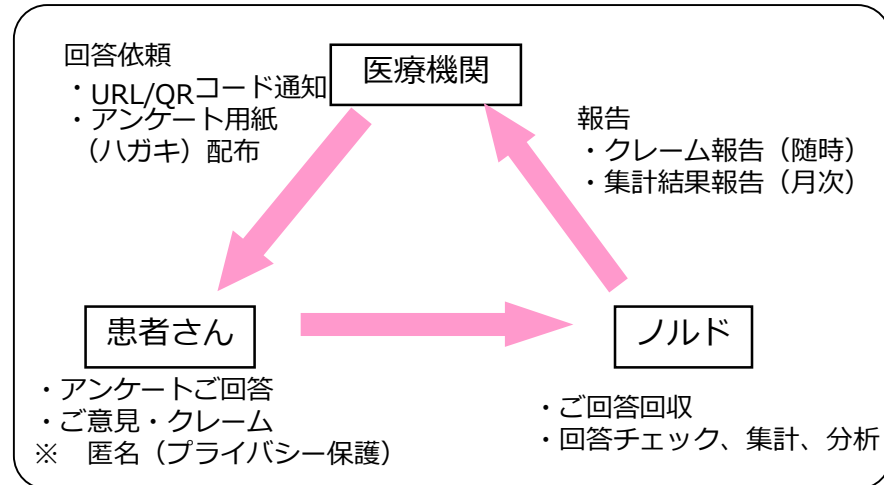 回答依頼
・URL/QRコード通知
・アンケート用紙
（ハガキ）配布
医療機関
報告
・クレーム報告（随時）
・集計結果報告（月次）
患者さん
・アンケートご回答
・ご意見・クレーム
※　匿名（プライバシー保護）
ノルド
・ご回答回収
・回答チェック、集計、分析